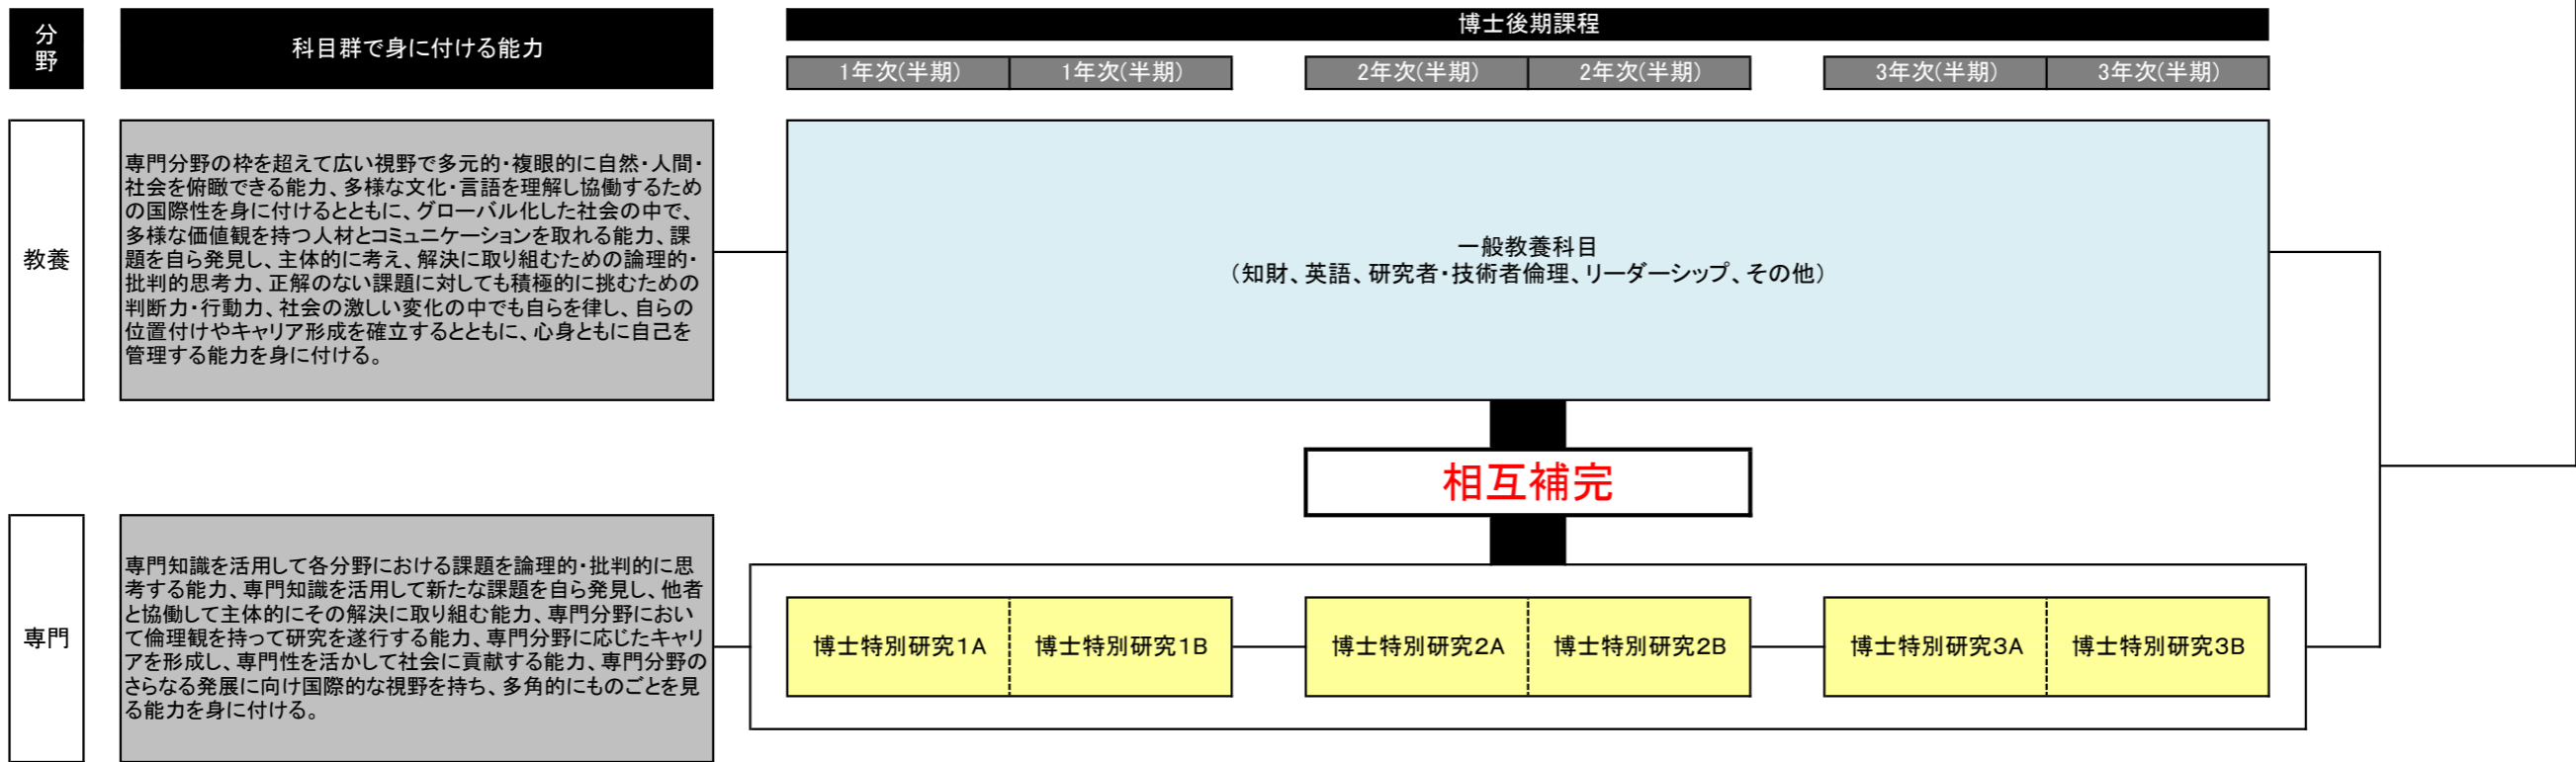 分
野
科目群で身に付ける能力
博士後期課程
1年次(半期)
1年次(半期)
2年次(半期)
2年次(半期)
3年次(半期)
3年次(半期)
教養
専門分野の枠を超えて広い視野で多元的・複眼的に自然・人間・
社会を俯瞰できる能力、多様な文化・言語を理解し協働するため
の国際性を身に付けるとともに、グローバル化した社会の中で、
多様な価値観を持つ人材とコミュニケーションを取れる能力、課
題を自ら発見し、主体的に考え、解決に取り組むための論理的・
批判的思考力、正解のない課題に対しても積極的に挑むための
判断力・行動力、社会の激しい変化の中でも自らを律し、自らの
位置付けやキャリア形成を確立するとともに、心身ともに自己を
管理する能力を身に付ける。
一般教養科目
（知財、英語、研究者・技術者倫理、リーダーシップ、その他）
相互補完
専門
専門知識を活用して各分野における課題を論理的・批判的に思
考する能力、専門知識を活用して新たな課題を自ら発見し、他者
と協働して主体的にその解決に取り組む能力、専門分野におい
て倫理観を持って研究を遂行する能力、専門分野に応じたキャリ
アを形成し、専門性を活かして社会に貢献する能力、専門分野の
さらなる発展に向け国際的な視野を持ち、多角的にものごとを見
る能力を身に付ける。
博士特別研究1A
博士特別研究1B
博士特別研究2A
博士特別研究2B
博士特別研究3A
博士特別研究3B